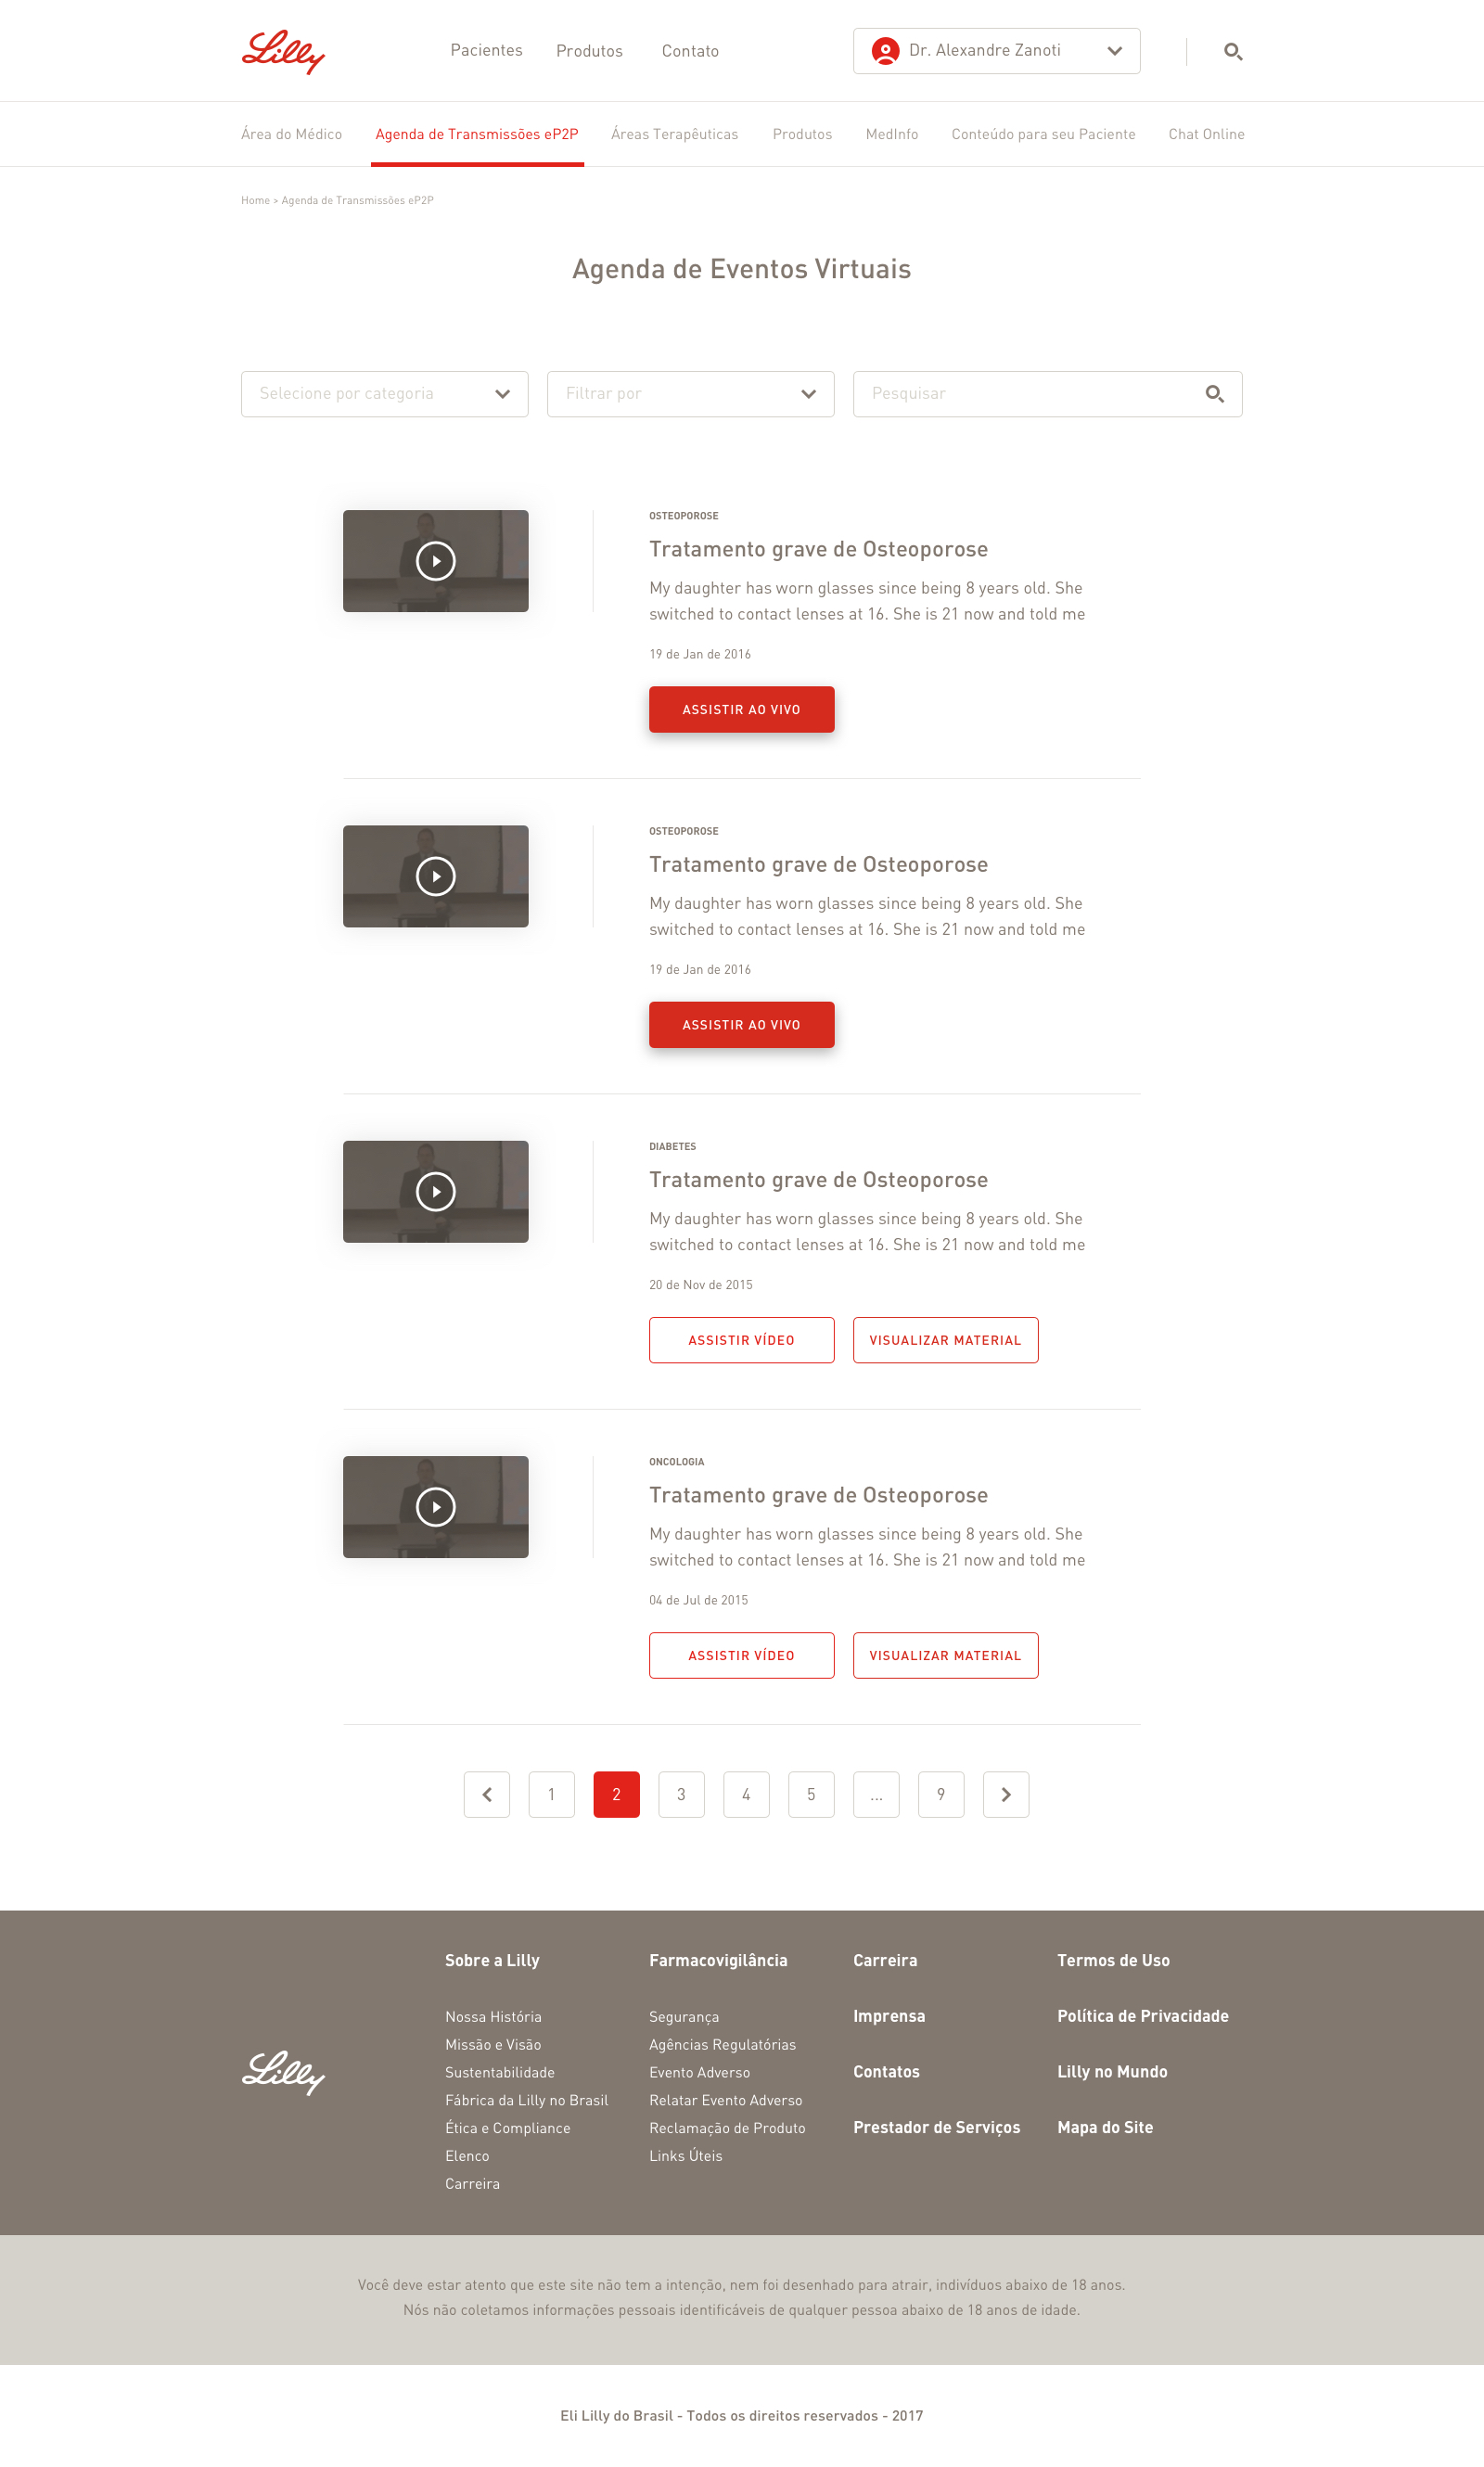 Lilly
Pacientes
Produtos
Contato
Dr. Alexandre Zanoti
Área do Médico
Agenda de Transmissões eP2P
Áreas Terapêuticas
Produtos
MedInfo
Conteúdo para seu Paciente
Chat Online
Home > Agenda de Transmissões eP2P
Agenda de Eventos Virtuais
Selecione por categoria
Filtrar por
Pesquisar
OSTEOPOROSE
Tratamento grave de Osteoporose
My daughter has worn glasses since being 8 years old. She
switched to contact lenses at 16. She is 21 now and told me
19 de Jan de 2016
ASSISTIR AO VIVO
OSTEOPOROSE
Tratamento grave de Osteoporose
My daughter has worn glasses since being 8 years old. She
switched to contact lenses at 16. She is 21 now and told me
19 de Jan de 2016
ASSISTIR AO VIVO
DIABETES
Tratamento grave de Osteoporose
My daughter has worn glasses since being 8 years old. She
switched to contact lenses at 16. She is 21 now and told me
20 de Nov de 2015
ASSISTIR VÍDEO
VISUALIZAR MATERIAL
ONCOLOGIA
Tratamento grave de Osteoporose
My daughter has worn glasses since being 8 years old. She
switched to contact lenses at 16. She is 21 now and told me
04 de Jul de 2015
ASSISTIR VÍDEO
VISUALIZAR MATERIAL
1 2 3 4 5 ... 9
Lilly
Sobre a Lilly
Nossa História
Missão e Visão
Sustentabilidade
Fábrica da Lilly no Brasil
Ética e Compliance
Elenco
Carreira
Farmacovigilância
Segurança
Agências Regulatórias
Evento Adverso
Relatar Evento Adverso
Reclamação de Produto
Links Úteis
Carreira
Imprensa
Contatos
Prestador de Serviços
Termos de Uso
Política de Privacidade
Lilly no Mundo
Mapa do Site
Você deve estar atento que este site não tem a intenção, nem foi desenhado para atrair, indivíduos abaixo de 18 anos.
Nós não coletamos informações pessoais identificáveis de qualquer pessoa abaixo de 18 anos de idade.
Eli Lilly do Brasil - Todos os direitos reservados - 2017